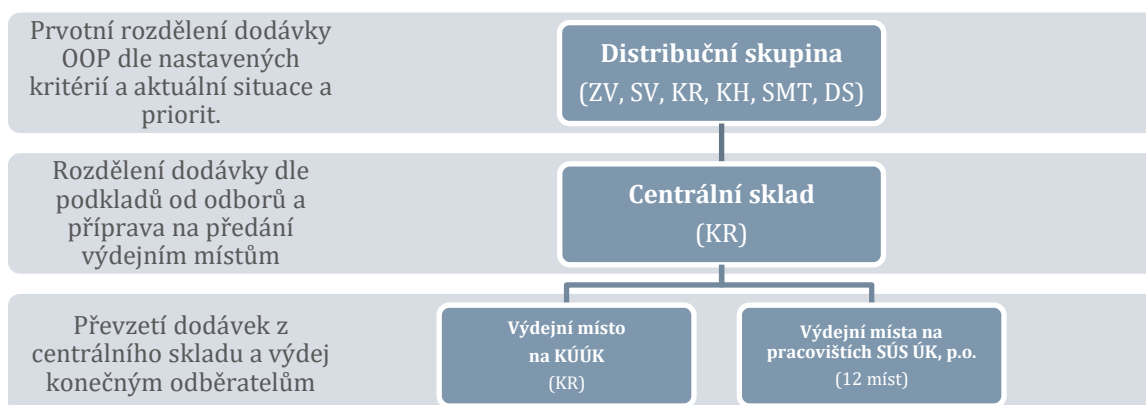 Prvotní rozdělení dodávky
OOP dle nastavených
kritérií a aktuální situace a
priorit.
Distribuční skupina
(ZV, SV, KR, KH, SMT, DS)
Rozdělení dodávky dle
podkladů od odborů a
příprava na předání
výdejním místům
Centrální sklad
(KR)
Převzetí dodávek z
centrálního skladu a výdej
konečným odběratelům
Výdejní místo
na KÚÚK
(KR)
Výdejní místa na
pracovištích SÚS ÚK, p.o.
(12 míst)